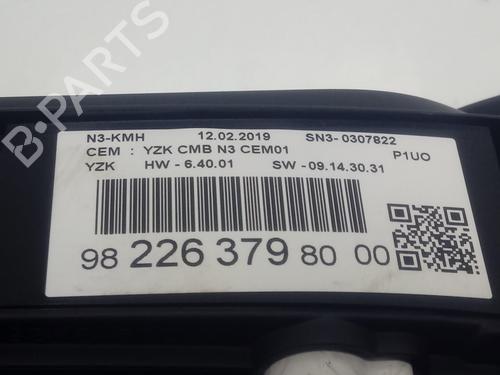 B-PARTS
N3-KMH 12.02.2019 SN3- 0307822
CEM : YZK CMB N3 CEM01 P1UO
YZK HW - 6.40.01 SW - 09.14.30.31
98 226 379 80 00